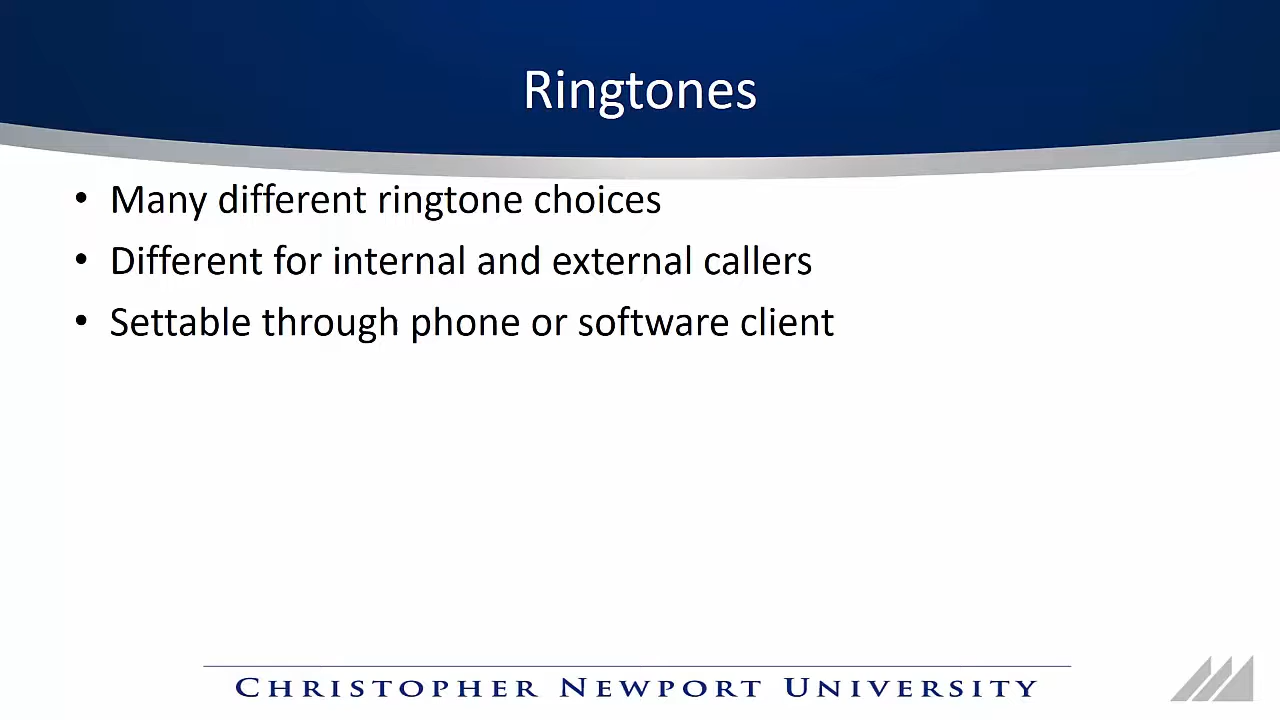 Ringtones
• Many different ringtone choices
• Different for internal and external callers
• Settable through phone or software client
CHRISTOPHER NEWPORT UNIVERSITY